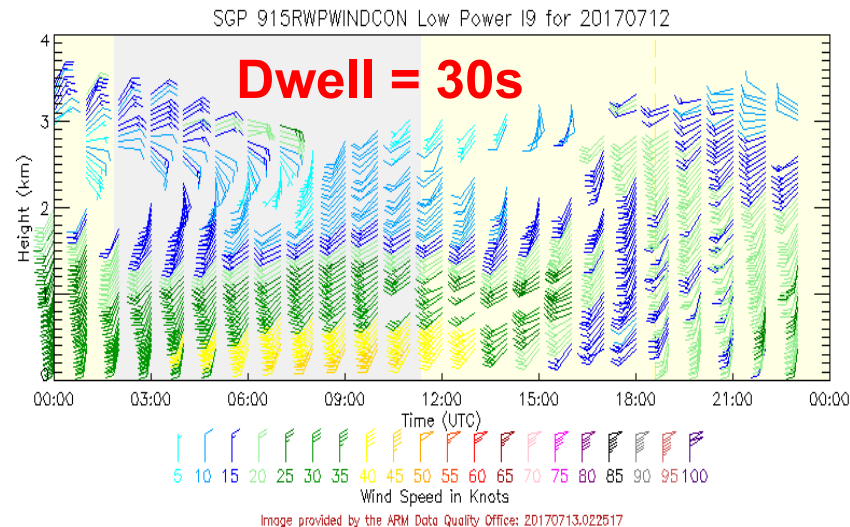 SGP 915RWPWINDCON Low Power I9 for 20170712
Dwell = 30s
4
3
2
1
0
Height (km)
00:00 03:00 06:00 09:00 12:00 15:00 18:00 21:00 00:00
Time (UTC)
5 10 15 20 25 30 35 40 45 50 55 60 65 70 75 80 85 90 95 100
Wind Speed in Knots
Image provided by the ARM Data Quality Office: 20170713.022517